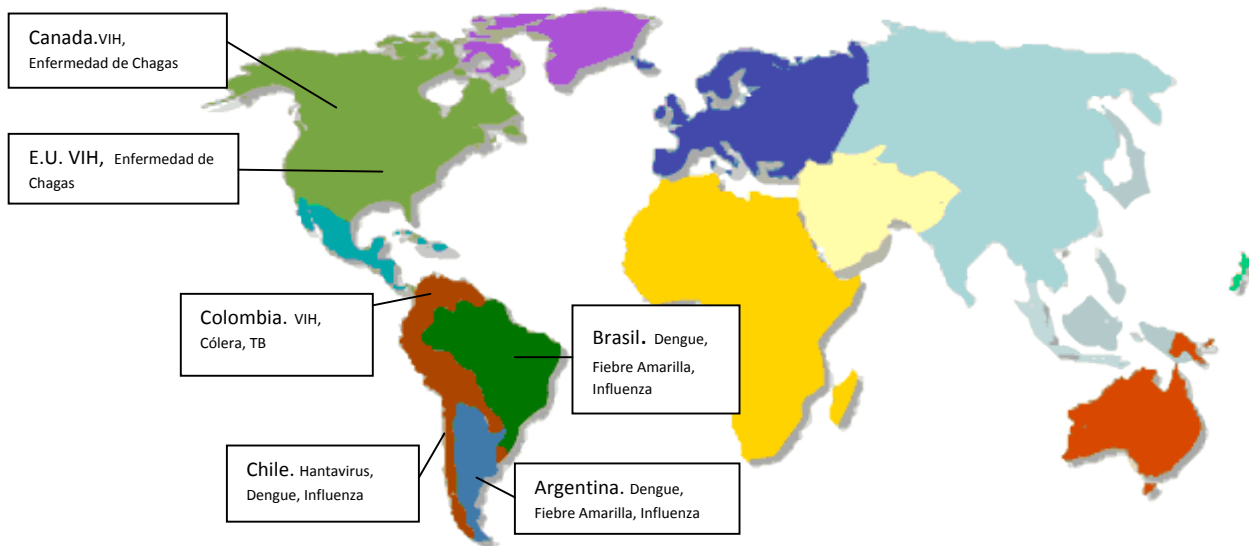 Canada.VIH,
Enfermedad de Chagas
E.U. VIH, Enfermedad de
Chagas
Colombia. VIH,
Cólera, TB
Brasil. Dengue,
Fiebre Amarilla,
Influenza
Chile. Hantavirus,
Dengue, Influenza
Argentina. Dengue,
Fiebre Amarilla, Influenza